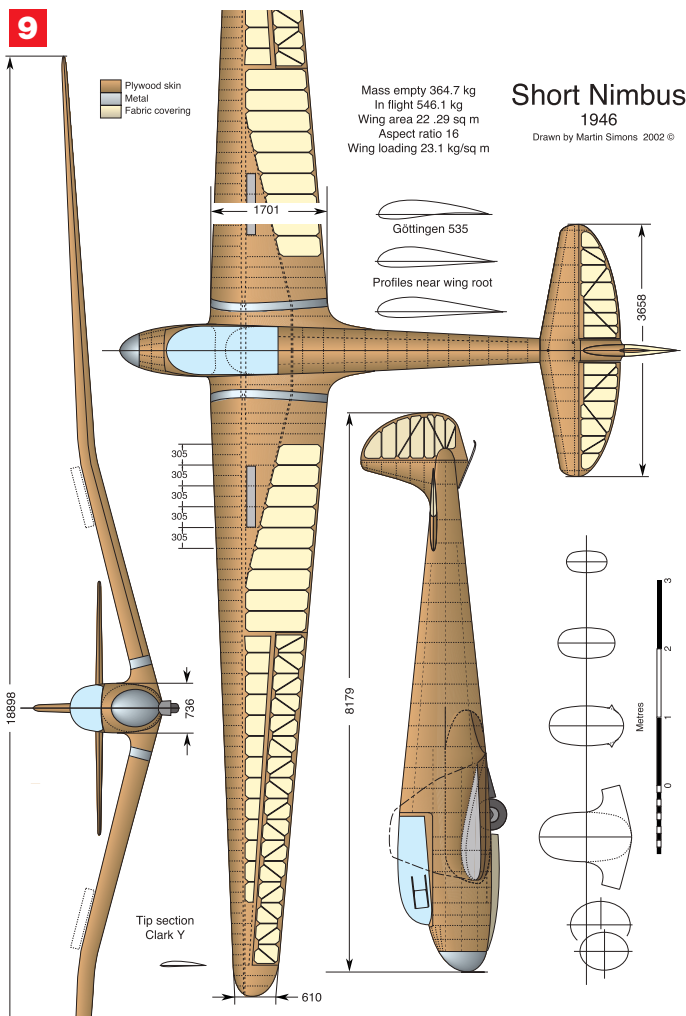 9
Plywood skin
Metal
Fabric covering
Mass empty 364.7 kg
In flight 546.1 kg
Wing area 22 .29 sq m
Aspect ratio 16
Wing loading 23.1 kg/sq m
Short Nimbus
1946
Drawn by Martin Simons 2002 ©
1701
Göttingen 535
Profiles near wing root
3658
305
305
305
305
305
18898
736
8179
3
2
1
0
Metres
Tip section
Clark Y
610